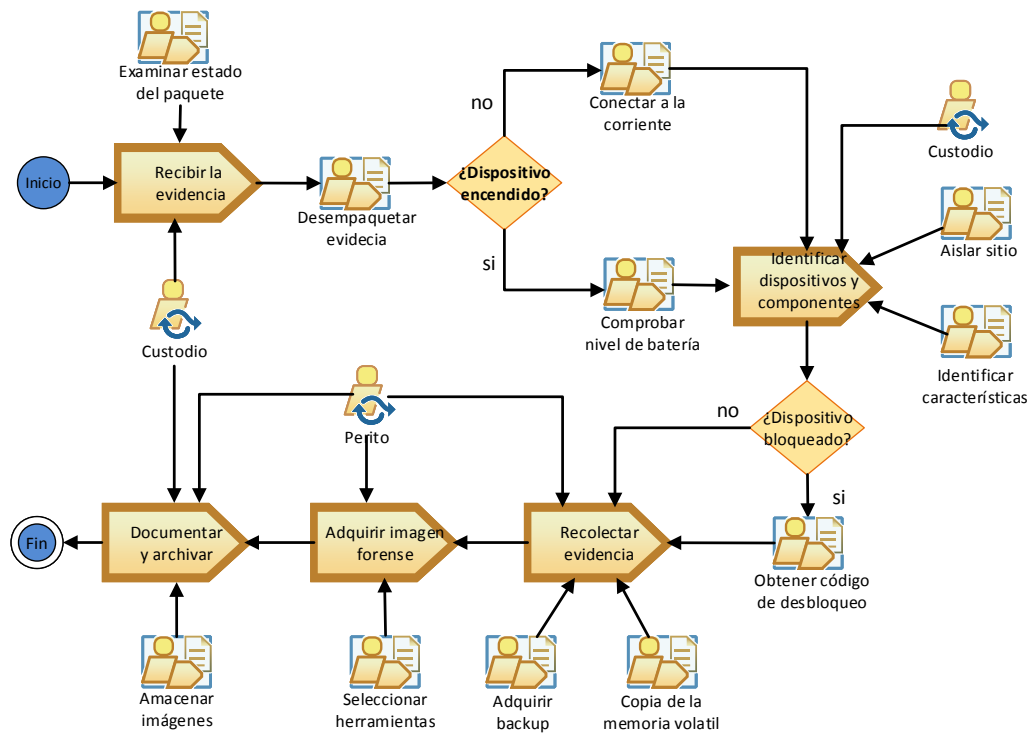 Examinar estado
del paquete
no
Conectar a la
corriente
Custodio
Inicio
Recibir la
evidencia
Desempaquetar
evidecia
¿Dispositivo
encendido?
si
Comprobar
nivel de batería
Identificar
dispositivos y
componentes
Aislar sitio
Identificar
características
Custodio
Perito
no
¿Dispositivo
bloqueado?
si
Obtener código
de desbloqueo
Fin
Documentar
y archivar
Adquirir imagen
forense
Recolectar
evidencia
Amacenar
imágenes
Seleccionar
herramientas
Adquirir
backup
Copia de la
memoria volatil